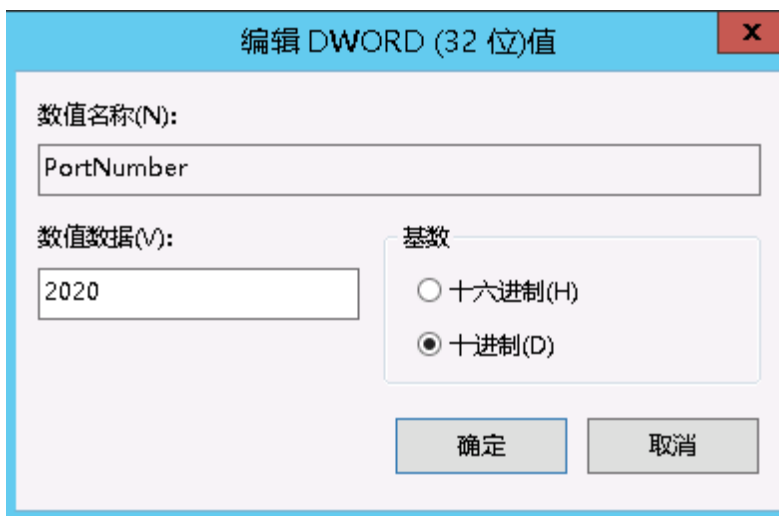 编辑 DWORD (32 位)值
x
数值名称(N):
PortNumber
数值数据(V):
2020
基数
十六进制(H)
十进制(D)
确定
取消